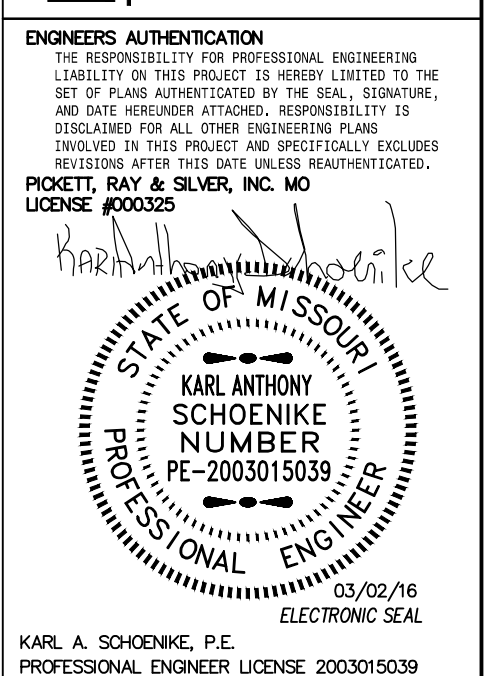 ENGINEERS AUTHENTICATION
THE RESPONSIBILITY FOR PROFESSIONAL ENGINEERING
LIABILITY ON THIS PROJECT IS HEREBY LIMITED TO THE
SET OF PLANS AUTHENTICATED BY THE SEAL, SIGNATURE,
AND DATE HEREUNDER ATTACHED. RESPONSIBILITY IS
DISCLAIMED FOR ALL OTHER ENGINEERING PLANS
INVOLVED IN THIS PROJECT AND SPECIFICALLY EXCLUDES
REVISIONS AFTER THIS DATE UNLESS REAUTHENTICATED.
PICKETT, RAY & SILVER, INC. MO
LICENSE #000325
Karl Anthony Schoenike
STATE OF MISSOURI
KARL ANTHONY
SCHOENIKE
NUMBER
PE-2003015039
PROFESSIONAL ENGINEER
03/02/16
ELECTRONIC SEAL
KARL A. SCHOENIKE, P.E.
PROFESSIONAL ENGINEER LICENSE 2003015039